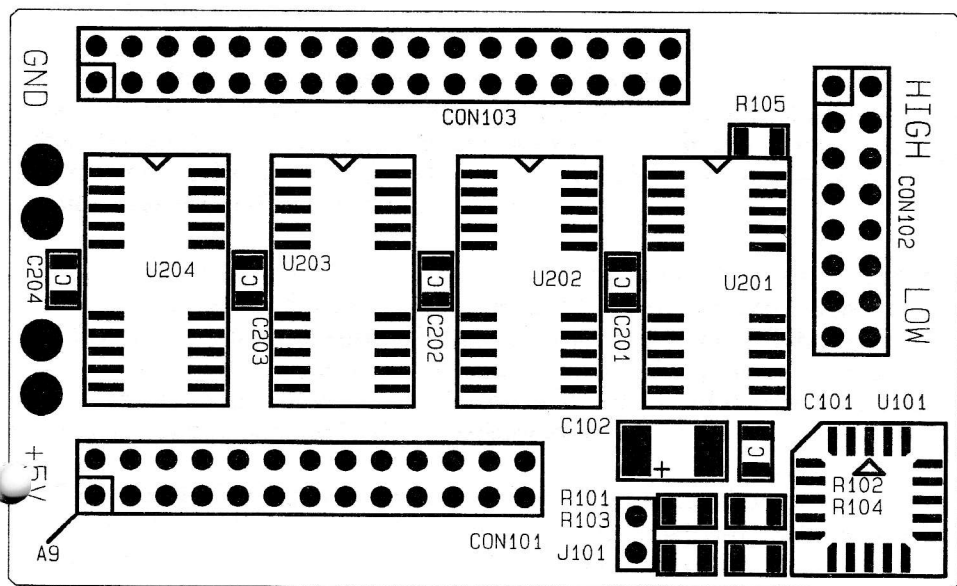 GND
CON103
R105
HIGH
CON102
LOW
C204
C
U204
C
C203
U203
C
C202
U202
C
C201
U201
C101 U101
C102
+
C
+5V
R101
R103
J101
R102
R104
A9
CON101